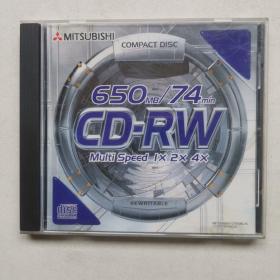 MITSUBISHI
COMPACT DISC
650MB/74min
CD-RW
Multi Speed 1X 2X 4X
REWRITABLE